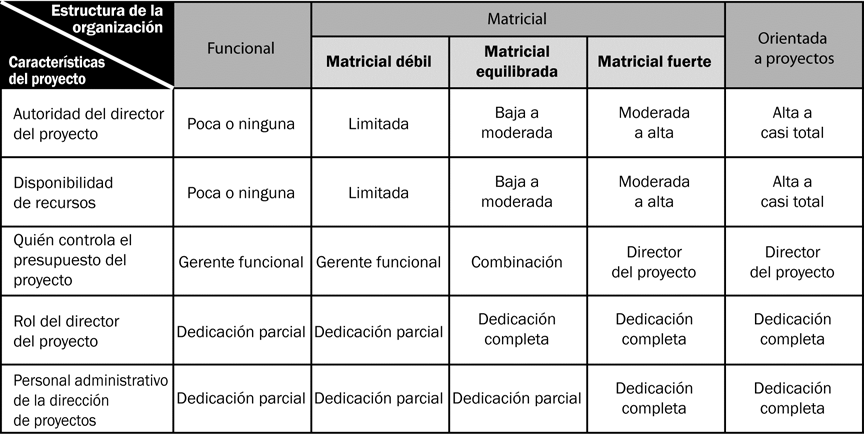 Estructura de la
organización
Características
del proyecto
Funcional
Matricial
Matricial débil
Matricial
equilibrada
Matricial fuerte
Orientada
a proyectos
Autoridad del director
del proyecto
Poca o ninguna
Limitada
Baja a
moderada
Moderada
a alta
Alta a
casi total
Disponibilidad
de recursos
Poca o ninguna
Limitada
Baja a
moderada
Moderada
a alta
Alta a
casi total
Quién controla el
presupuesto del
proyecto
Gerente funcional
Gerente funcional
Combinación
Director
del proyecto
Director
del proyecto
Rol del director
del proyecto
Dedicación parcial
Dedicación parcial
Dedicación
completa
Dedicación
completa
Dedicación
completa
Personal administrativo
de la dirección
de proyectos
Dedicación parcial
Dedicación parcial
Dedicación parcial
Dedicación
completa
Dedicación
completa